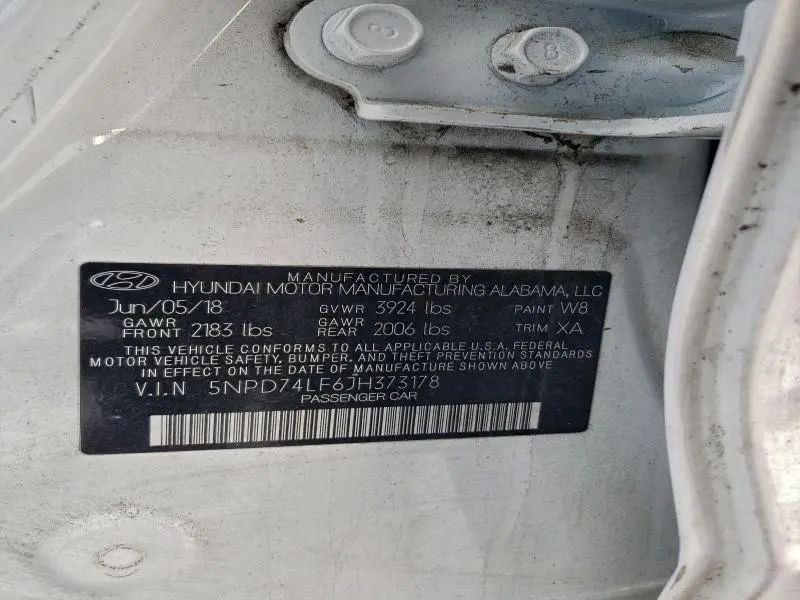 8
8
MANUFACTURED BY
HYUNDAI MOTOR MANUFACTURING ALABAMA, LLC
Jun/05/18 GVWR 3924 lbs PAINT W8
GAWR FRONT 2183 lbs GAWR REAR 2006 lbs TRIM XA
THIS VEHICLE CONFORMS TO ALL APPLICABLE U.S.A. FEDERAL
MOTOR VEHICLE SAFETY, BUMPER, AND THEFT PREVENTION STANDARDS
IN EFFECT ON THE DATE OF MANUFACTURE SHOWN ABOVE
V.I.N 5NPD74LF6JH373178
PASSENGER CAR